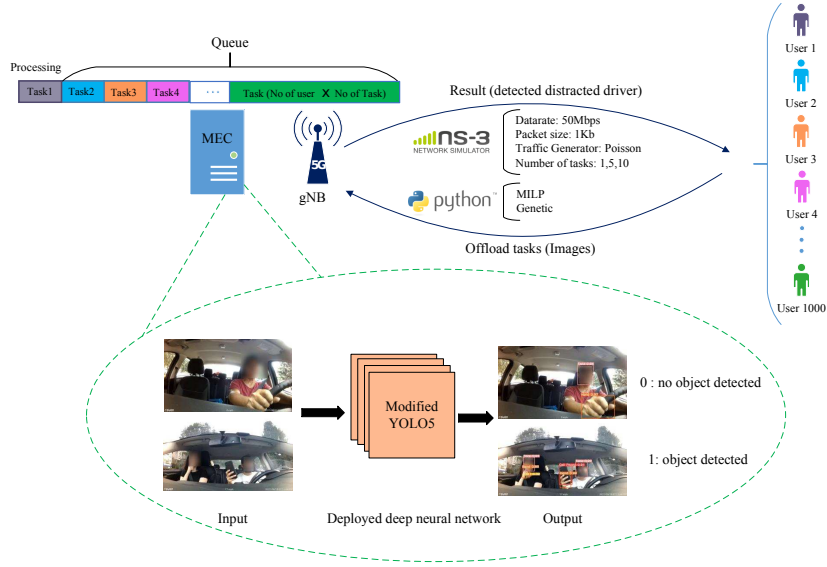 Queue
Processing
Task1 Task2 Task3 Task4 ... Task (No of user X No of Task)
MEC
5G
gNB
Result (detected distracted driver)
ns-3
NETWORK SIMULATOR
Datarate: 50Mbps
Packet size: 1Kb
Traffic Generator: Poisson
Number of tasks: 1,5,10
python™
MILP
Genetic
Offload tasks (Images)
User 1
User 2
User 3
User 4
User 1000
Modified
YOLO5
0 : no object detected
1: object detected
Input
Deployed deep neural network
Output